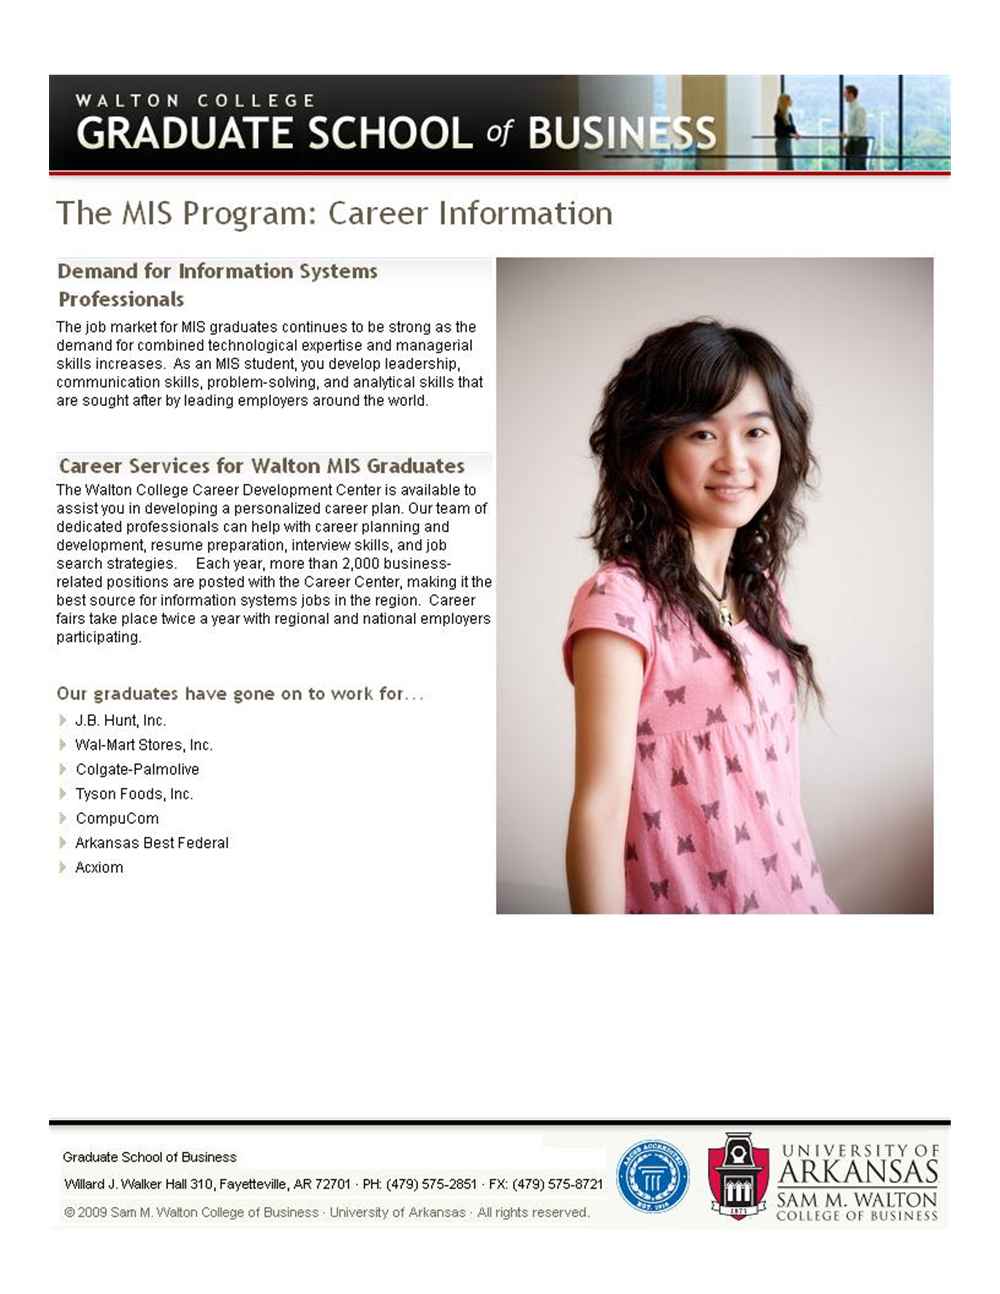 WALTON COLLEGE
GRADUATE SCHOOL of BUSINESS
The MIS Program: Career Information
Demand for Information Systems
Professionals
The job market for MIS graduates continues to be strong as the
demand for combined technological expertise and managerial
skills increases.  As an MIS student, you develop leadership,
communication skills, problem-solving, and analytical skills that
are sought after by leading employers around the world.
Career Services for Walton MIS Graduates
The Walton College Career Development Center is available to
assist you in developing a personalized career plan. Our team of
dedicated professionals can help with career planning and
development, resume preparation, interview skills, and job
search strategies.     Each year, more than 2,000 business-
related positions are posted with the Career Center, making it the
best source for information systems jobs in the region.  Career
fairs take place twice a year with regional and national employers
participating.
Our graduates have gone on to work for...
J.B. Hunt, Inc.
Wal-Mart Stores, Inc.
Colgate-Palmolive
Tyson Foods, Inc.
CompuCom
Arkansas Best Federal
Acxiom
Graduate School of Business
Willard J. Walker Hall 310, Fayetteville, AR 72701 · PH: (479) 575-2851 · FX: (479) 575-8721
© 2009 Sam M. Walton College of Business · University of Arkansas · All rights reserved.
AACSB ACCREDITED
EST. 1916
1871
UNIVERSITY OF
ARKANSAS
SAM M. WALTON
COLLEGE OF BUSINESS